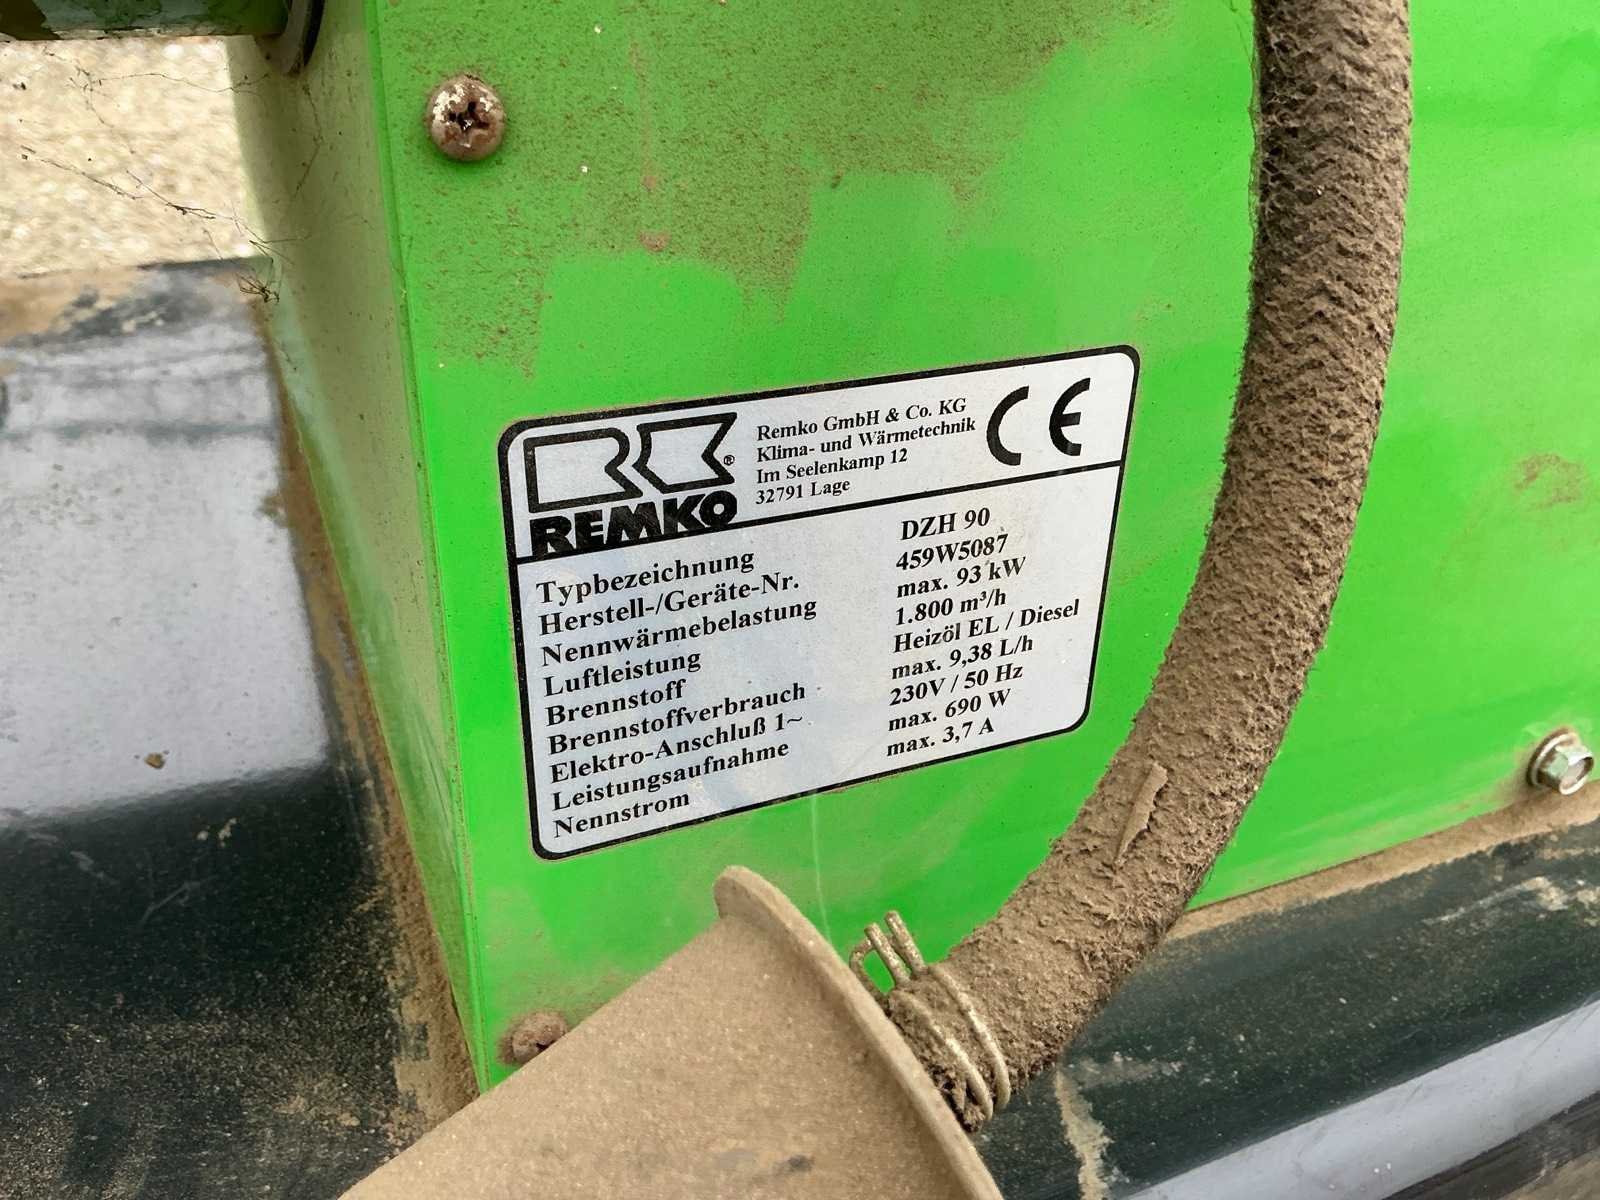 REMKO®
Remko GmbH & Co. KG
Klima- und Wärmetechnik
Im Seelenkamp 12
32791 Lage
CE
Typbezeichnung DZH 90
Herstell-/Geräte-Nr. 459W5087
Nennwärmebelastung max. 93 kW
Luftleistung 1.800 m³/h
Brennstoff Heizöl EL / Diesel
Brennstoffverbrauch max. 9,38 L/h
Elektro-Anschluß 1~ 230V / 50 Hz
Leistungsaufnahme max. 690 W
Nennstrom max. 3,7 A